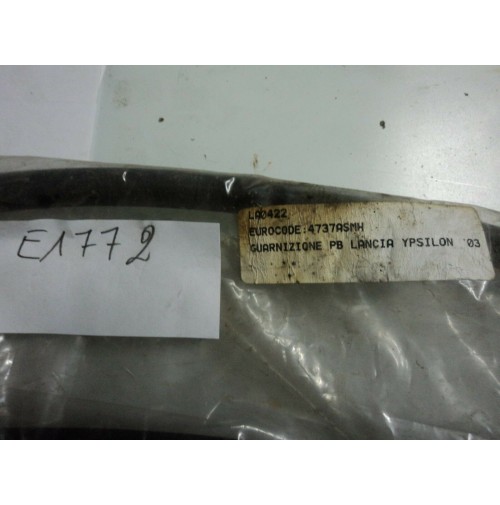 E1772
LA0422
EUROCODE:4737ASMH
GUARNIZIONE PB LANCIA YPSILON '03